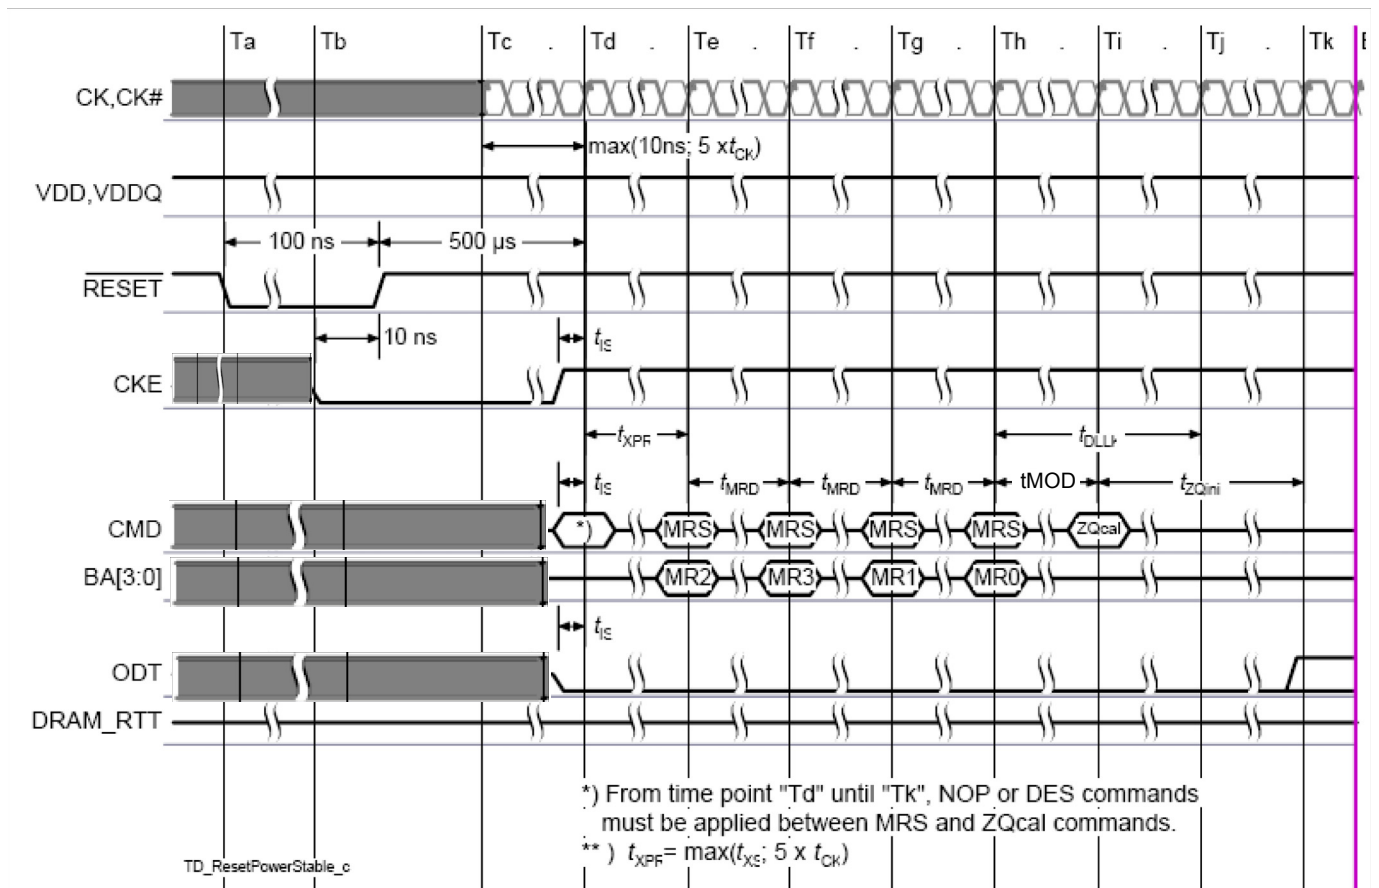 Ta Tb Tc . Td . Te . Tf . Tg . Th . Ti . Tj . Tk
CK,CK#
max(10ns; 5 xtCK)
VDD,VDDQ
100 ns 500 µs
RESET
10 ns tIS
CKE
tXPR tDLLK
tIS tMRD tMRD tMRD tMOD tZQini
CMD *) MRS MRS MRS MRS ZQcal
BA[3:0] MR2 MR3 MR1 MR0
tIS
ODT
DRAM_RTT
*) From time point "Td" until "Tk", NOP or DES commands
must be applied between MRS and ZQcal commands.
** ) tXPR= max(tXS; 5 x tCK)
TD_ResetPowerStable_c